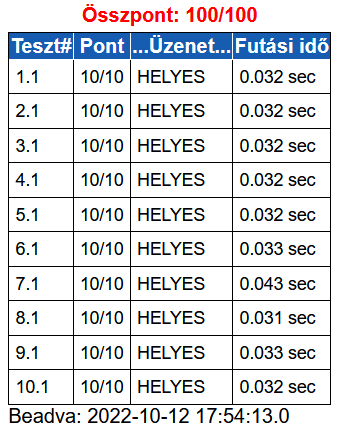 Összpont: 100/100
Teszt# Pont ...Üzenet... Futási idő
1.1 10/10 HELYES 0.032 sec
2.1 10/10 HELYES 0.032 sec
3.1 10/10 HELYES 0.032 sec
4.1 10/10 HELYES 0.032 sec
5.1 10/10 HELYES 0.032 sec
6.1 10/10 HELYES 0.033 sec
7.1 10/10 HELYES 0.043 sec
8.1 10/10 HELYES 0.031 sec
9.1 10/10 HELYES 0.033 sec
10.1 10/10 HELYES 0.032 sec
Beadva: 2022-10-12 17:54:13.0